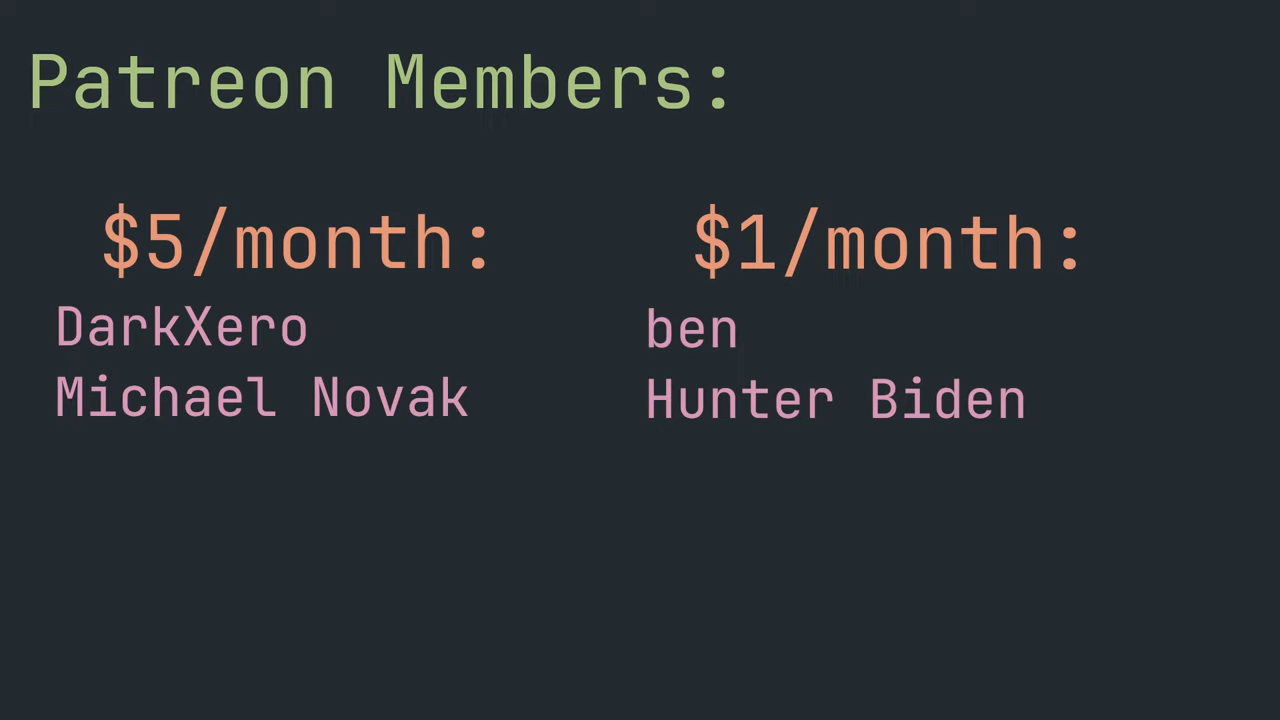 Patreon Members:
$5/month:
DarkXero
Michael Novak
$1/month:
ben
Hunter Biden